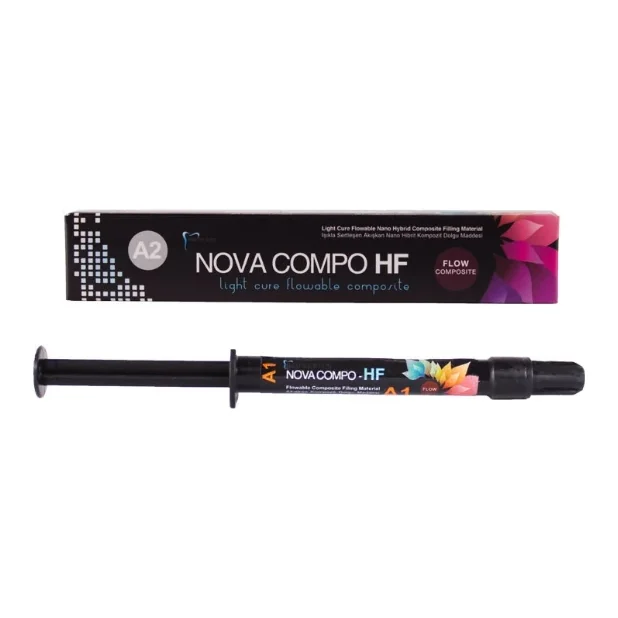 A2
NOVA COMPO HF
light cure flowable composite
Light Cure Flowable Nano Hybrid Composite Filling Material
Işıkla Sertleşen Akışkan Nano Hibrit Kompozit Dolgu Maddesi
FLOW
COMPOSITE
A1
NOVA COMPO -HF
Flowable Composite Filling Material
A1
FLOW